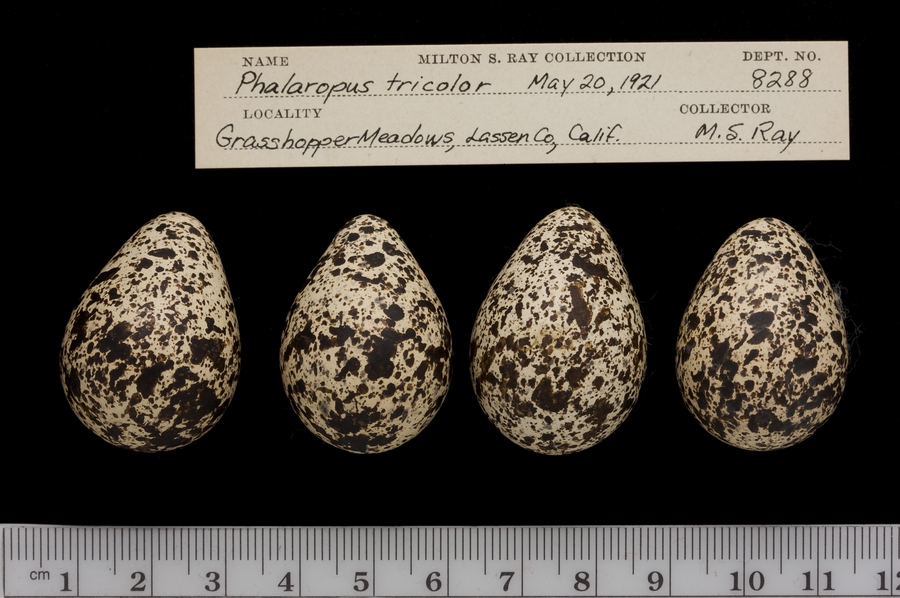 NAME MILTON S. RAY COLLECTION DEPT. NO.
Phalaropus tricolor May 20, 1921 8288
LOCALITY COLLECTOR
Grasshopper Meadows, Lassen Co, Calif. M. S. Ray
cm 1 2 3 4 5 6 7 8 9 10 11 12